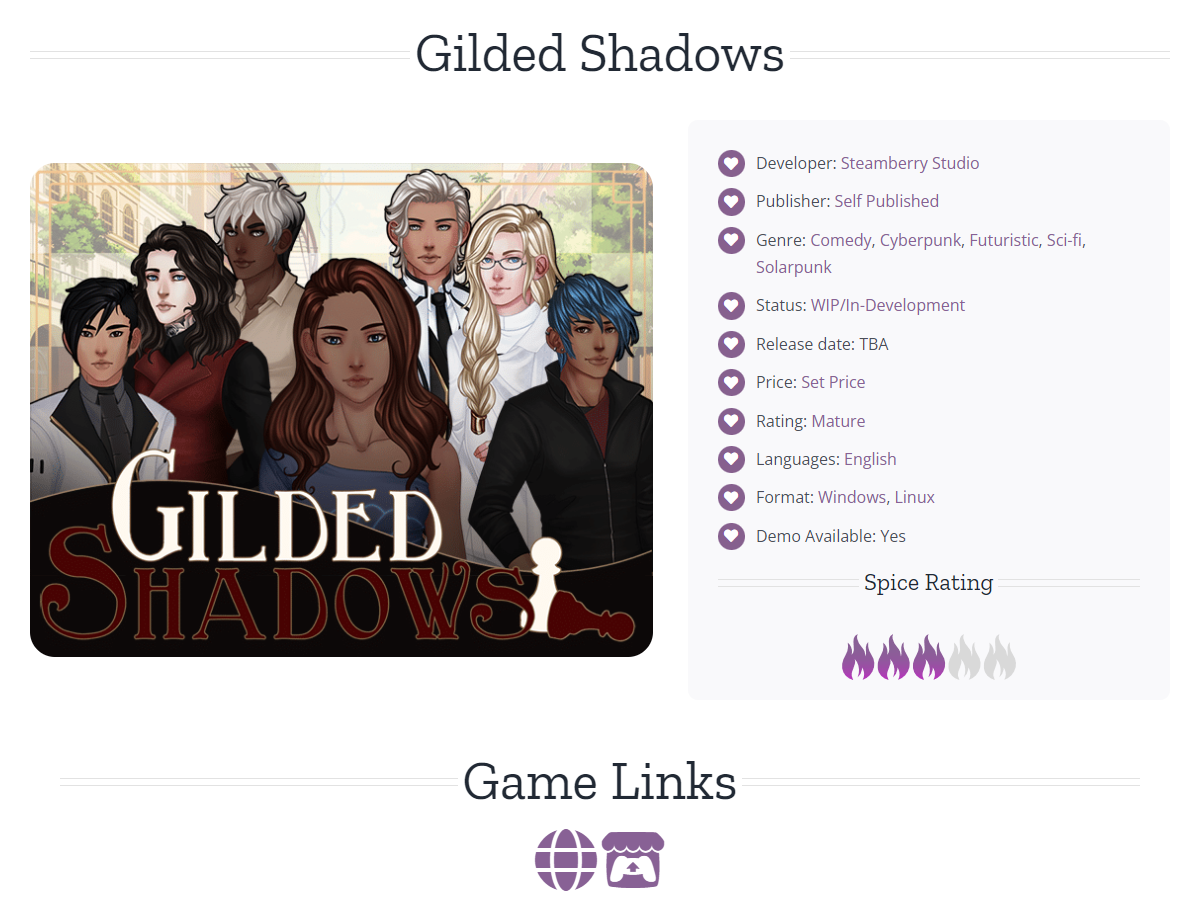 Gilded Shadows
GILDED
SHADOWS
Developer: Steamberry Studio
Publisher: Self Published
Genre: Comedy, Cyberpunk, Futuristic, Sci-fi,
Solarpunk
Status: WIP/In-Development
Release date: TBA
Price: Set Price
Rating: Mature
Languages: English
Format: Windows, Linux
Demo Available: Yes
Spice Rating
Game Links